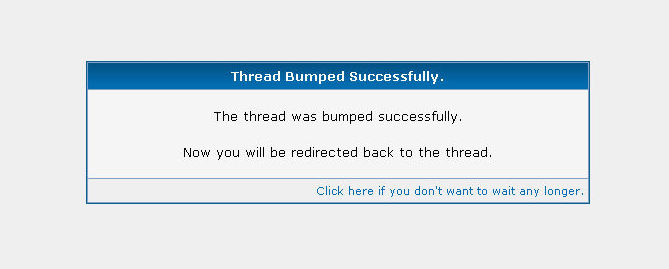 Thread Bumped Successfully.
The thread was bumped successfully.
Now you will be redirected back to the thread.
Click here if you don't want to wait any longer.